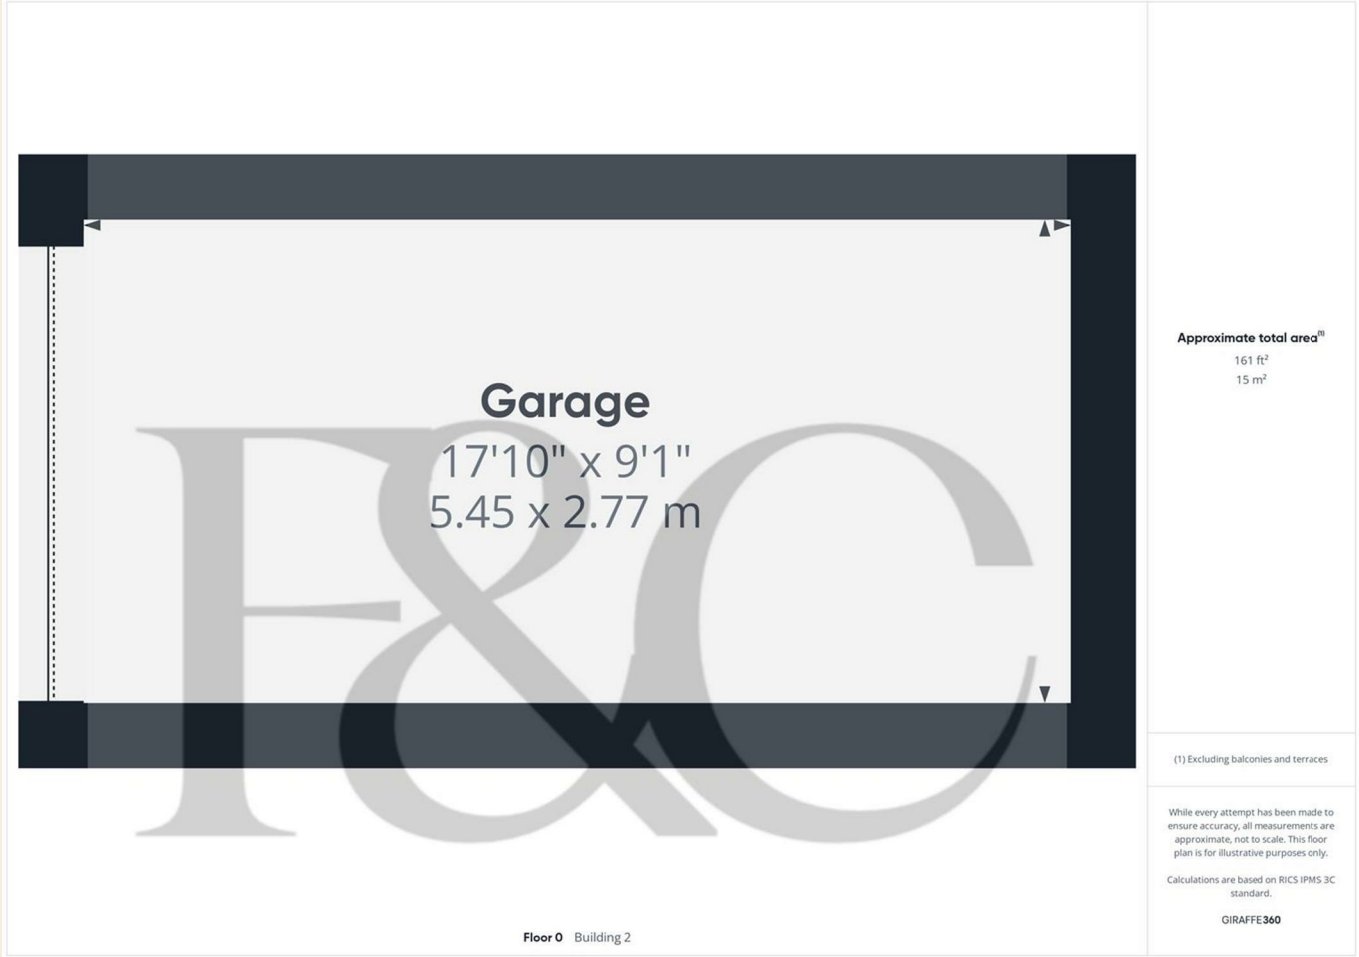 Garage
17'10" x 9'1"
5.45 x 2.77 m
F&C
Floor 0 Building 2
Approximate total area(1)
161 ft²
15 m²
(1) Excluding balconies and terraces
While every attempt has been made to
ensure accuracy, all measurements are
approximate, not to scale. This floor
plan is for illustrative purposes only.
Calculations are based on RICS IPMS 3C
standard.
GIRAFFE360